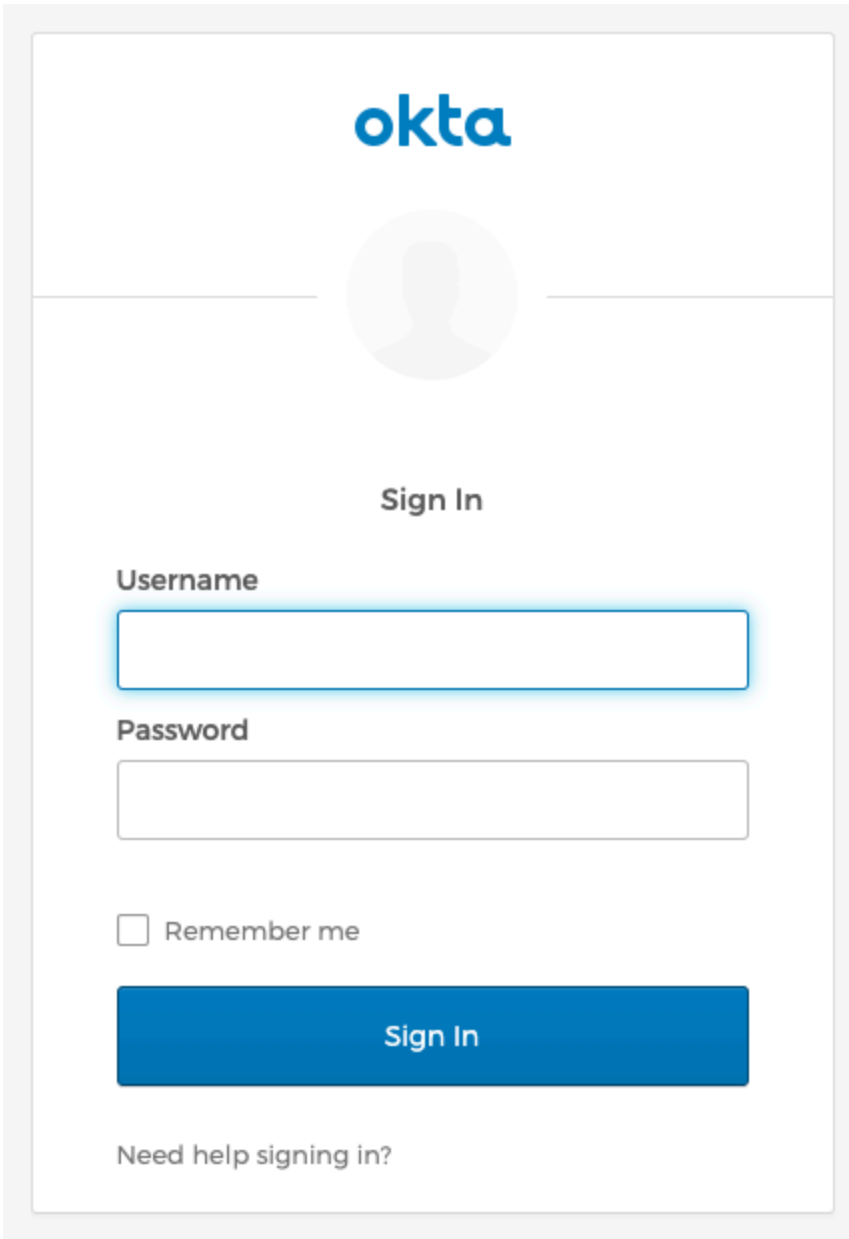 okta
Sign In
Username
Password
Remember me
Sign In
Need help signing in?